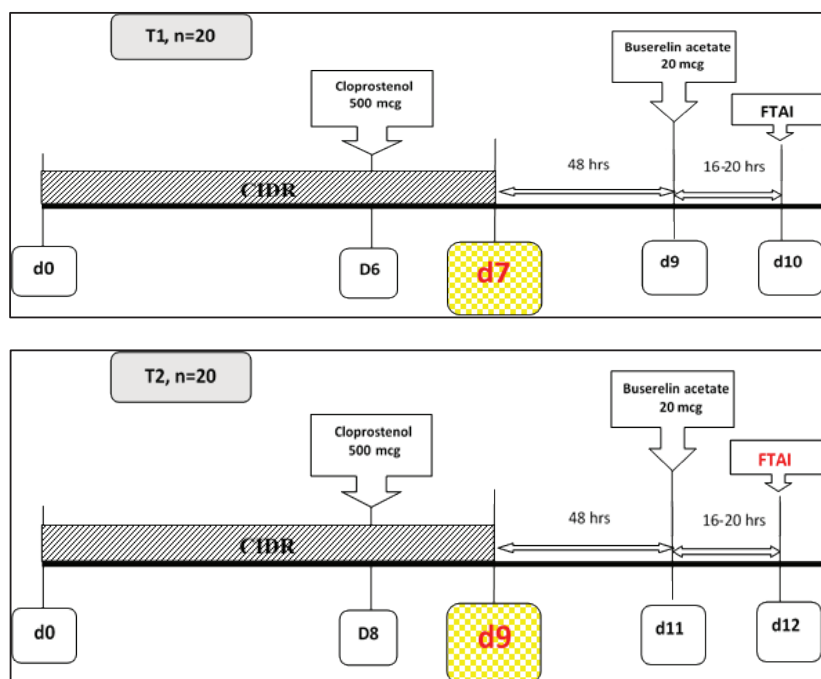 T1, n=20
Buserelin acetate
20 mcg
Cloprostenol
500 mcg
FTAI
48 hrs
16-20 hrs
CIDR
d0
D6
d7
d9
d10
T2, n=20
Buserelin acetate
20 mcg
Cloprostenol
500 mcg
FTAI
48 hrs
16-20 hrs
CIDR
d0
D8
d9
d11
d12